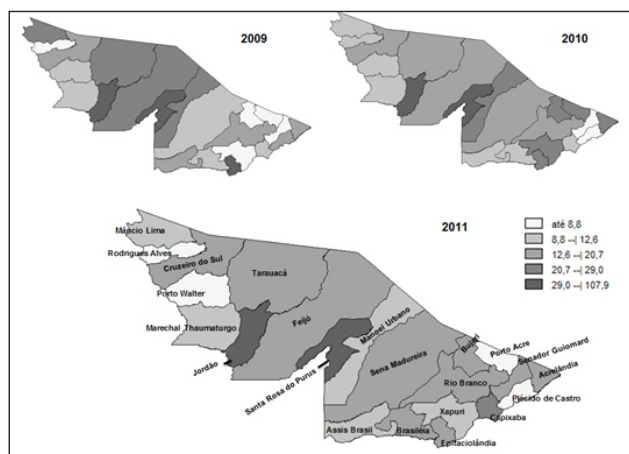 2009
2010
2011
até 8,8
8,8 --| 12,6
12,6 --| 20,7
20,7 --| 29,0
29,0 --| 107,9
Mâncio Lima
Rodrigues Alves
Cruzeiro do Sul
Tarauacá
Porto Walter
Marechal Thaumaturgo
Feijó
Jordão
Manoel Urbano
Santa Rosa do Purus
Sena Madureira
Bujari
Porto Acre
Senador Guiomard
Acrelândia
Rio Branco
Plácido de Castro
Xapuri
Capixaba
Assis Brasil
Brasiléia
Epitaciolândia